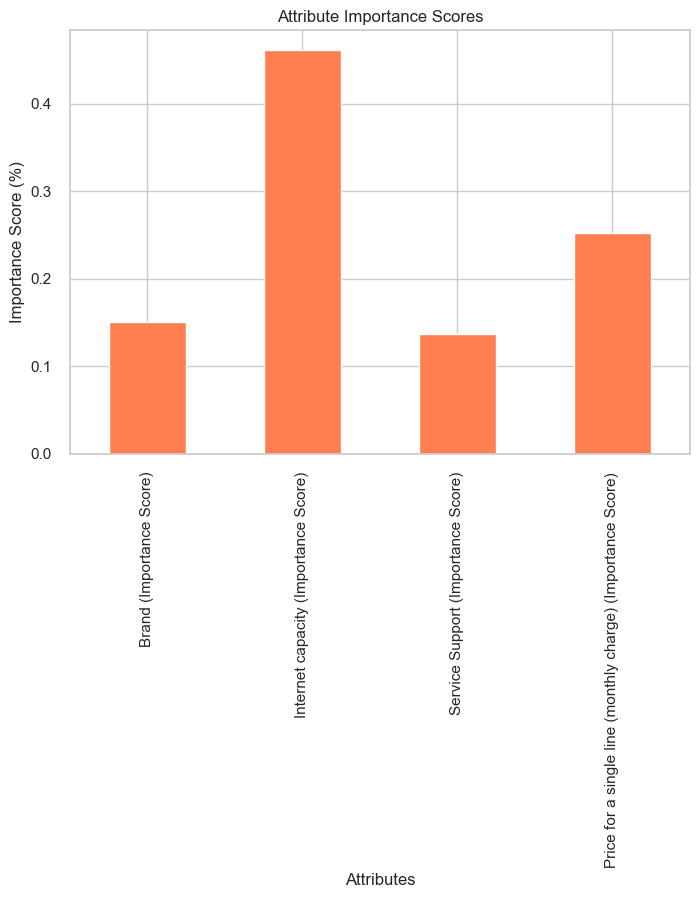 Attribute Importance Scores
Importance Score (%)
0.4
0.3
0.2
0.1
0.0
Brand (Importance Score)
Internet capacity (Importance Score)
Service Support (Importance Score)
Price for a single line (monthly charge) (Importance Score)
Attributes